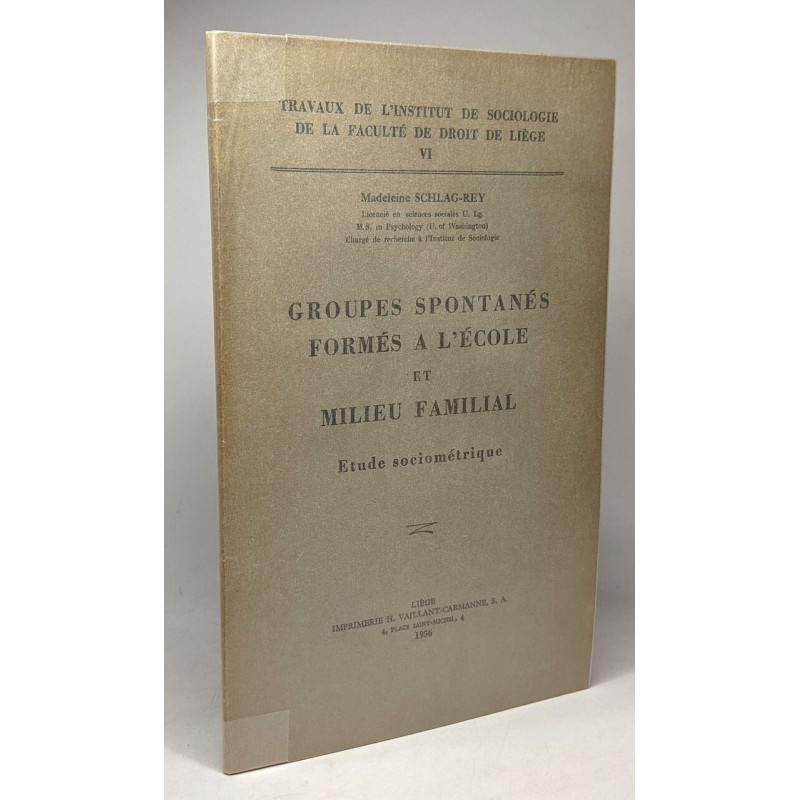 TRAVAUX DE L'INSTITUT DE SOCIOLOGIE
DE LA FACULTÉ DE DROIT DE LIÈGE
VI
Madeleine SCHLAG-REY
Licencié en sciences sociales U. Lg.
M.S. in Psychology (U. of Washington)
Chargé de recherche à l'Institut de Sociologie
GROUPES SPONTANÉS
FORMÉS A L'ÉCOLE
ET
MILIEU FAMILIAL
Etude sociométrique
LIÈGE
IMPRIMERIE H. VAILLANT-CARMANNE, S. A.
4, PLACE SAINT-MICHEL, 4
1956